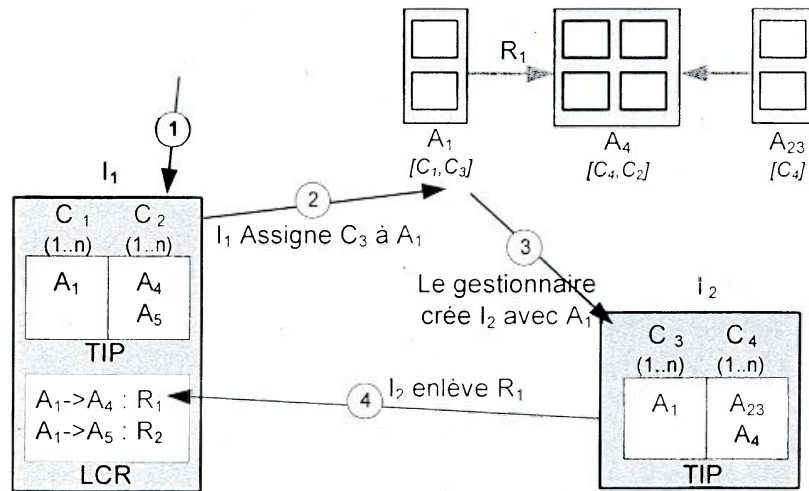 R₁
A₁
[C₁,C₃]
A₄
[C₄,C₂]
A₂₃
[C₄]
1
I₁
C₁ C₂
(1..n) (1..n)
A₁ A₄
A₅
TIP
A₁->A₄ : R₁
A₁->A₅ : R₂
LCR
2
I₁ Assigne C₃ à A₁
3
Le gestionnaire
crée I₂ avec A₁
I₂
C₃ C₄
(1..n) (1..n)
A₁ A₂₃
A₄
TIP
4
I₂ enlève R₁